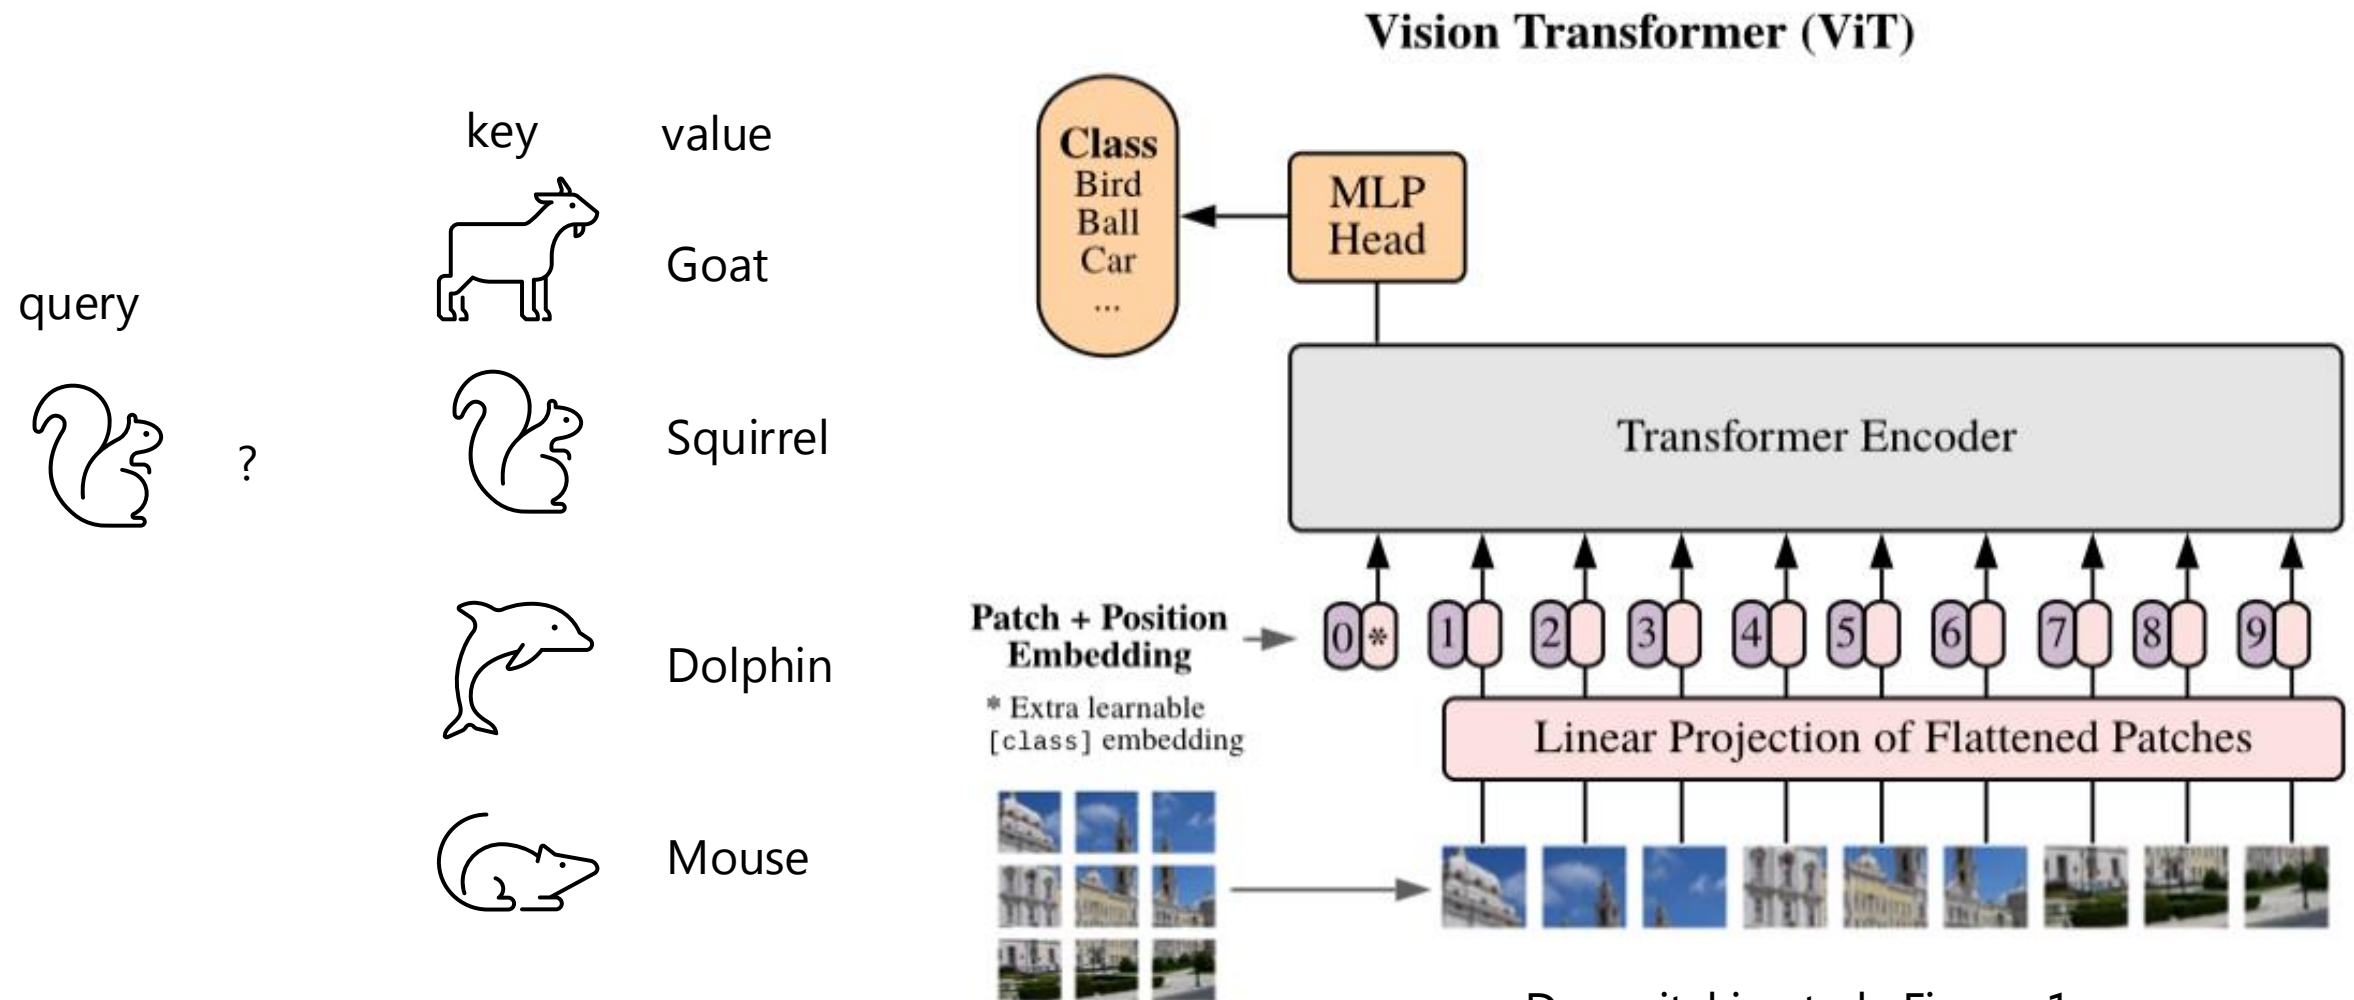 key
value
Goat
query
Squirrel
?
Dolphin
Mouse
Vision Transformer (ViT)
Class
Bird
Ball
Car
...
MLP
Head
Transformer Encoder
Patch + Position
Embedding
0 * 1 2 3 4 5 6 7 8 9
* Extra learnable
[class] embedding
Linear Projection of Flattened Patches